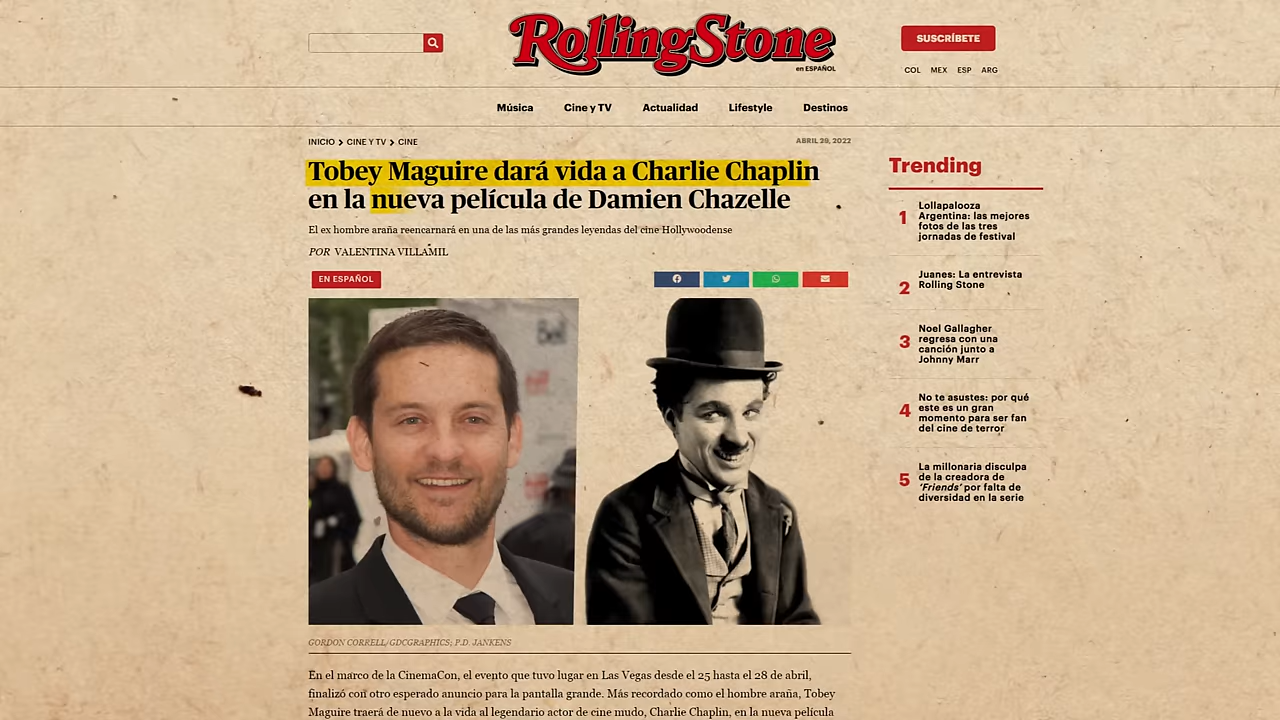 RollingStone
en ESPAÑOL
SUSCRÍBETE
COL MEX ESP ARG
Música Cine y TV Actualidad Lifestyle Destinos
INICIO > CINE Y TV > CINE
ABRIL 29, 2022
Tobey Maguire dará vida a Charlie Chaplin
en la nueva película de Damien Chazelle
El ex hombre araña reencarnará en una de las más grandes leyendas del cine Hollywoodense
POR VALENTINA VILLAMIL
EN ESPAÑOL
Bell
GORDON CORRELL/GDCGRAPHICS; P.D. JANKENS
En el marco de la CinemaCon, el evento que tuvo lugar en Las Vegas desde el 25 hasta el 28 de abril,
finalizó con otro esperado anuncio para la pantalla grande. Más recordado como el hombre araña, Tobey
Maguire traerá de nuevo a la vida al legendario actor de cine mudo, Charlie Chaplin, en la nueva película
Trending
1 Lollapalooza
Argentina: las mejores
fotos de las tres
jornadas de festival
2 Juanes: La entrevista
Rolling Stone
3 Noel Gallagher
regresa con una
canción junto a
Johnny Marr
4 No te asustes: por qué
este es un gran
momento para ser fan
del cine de terror
5 La millonaria disculpa
de la creadora de
‘Friends’ por falta de
diversidad en la serie